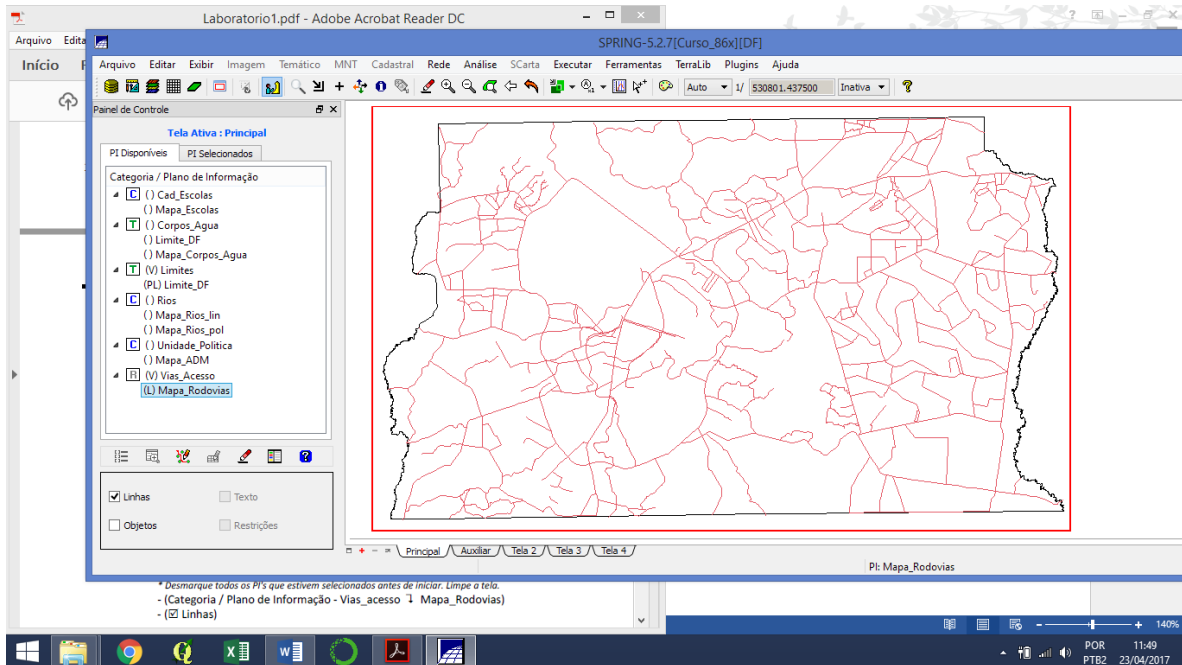 Laboratorio1.pdf - Adobe Acrobat Reader DC
Arquivo Edita
Início
SPRING-5.2.7[Curso_86x][DF]
Arquivo Editar Exibir Imagem Temático MNT Cadastral Rede Análise SCarta Executar Ferramentas TerraLib Plugins Ajuda
Auto 1/ 530801.437500 Inativa
Painel de Controle
Tela Ativa : Principal
PI Disponíveis PI Selecionados
Categoria / Plano de Informação
C () Cad_Escolas
() Mapa_Escolas
T () Corpos_Agua
() Limite_DF
() Mapa_Corpos_Agua
T (V) Limites
(PL) Limite_DF
C () Rios
() Mapa_Rios_lin
() Mapa_Rios_pol
C () Unidade_Politica
() Mapa_ADM
R (V) Vias_Acesso
(L) Mapa_Rodovias
Linhas Texto
Objetos Restrições
Principal Auxiliar Tela 2 Tela 3 Tela 4
PI: Mapa_Rodovias
* Desmarque todos os PI's que estivem selecionados antes de iniciar. Limpe a tela.
- (Categoria / Plano de Informação - Vias_acesso ↴ Mapa_Rodovias)
- (☑ Linhas)
140%
POR 11:49
PTB2 23/04/2017